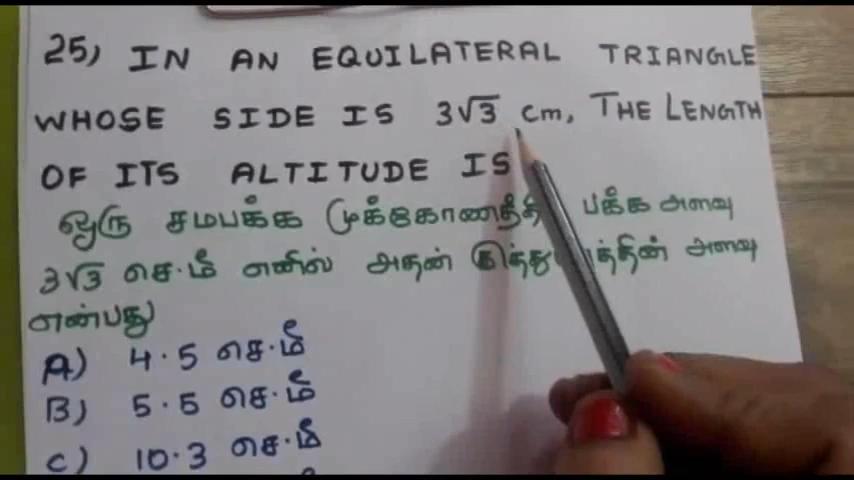 25) IN AN EQUILATERAL TRIANGLE
WHOSE SIDE IS 3√3 cm, THE LENGTH
OF ITS ALTITUDE IS
ஒரு சமபக்க பக்க அளவு
3√3 செ.மீ எனில் அதன் அளவு
என்பது
A) 4.5 செ.மீ
B) 5.5 செ.மீ
C) 10.3 செ.மீ